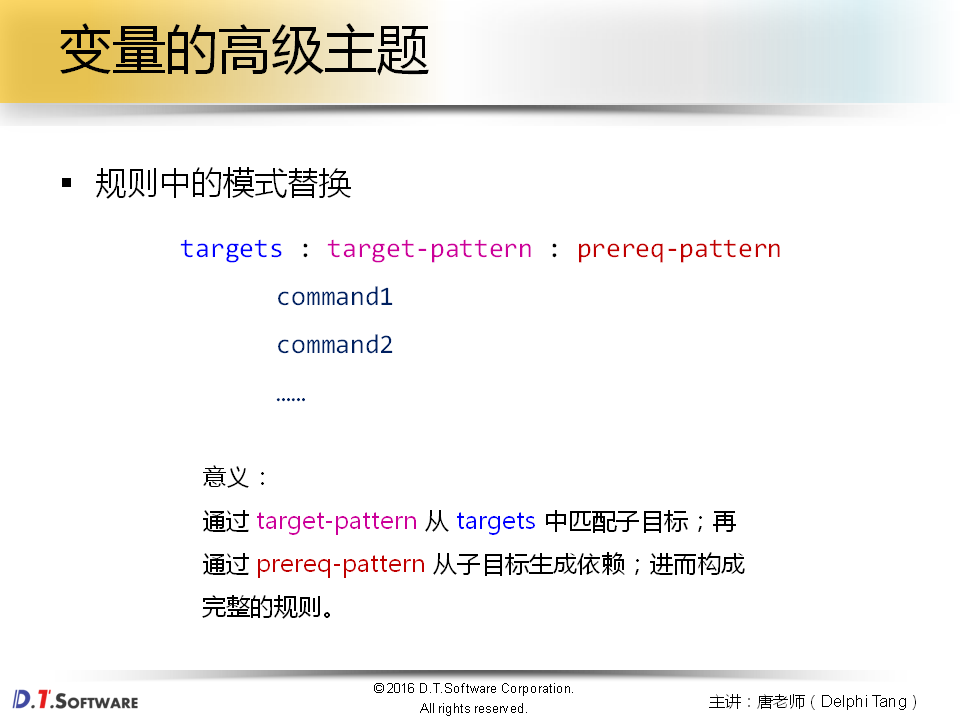 变量的高级主题
▪ 规则中的模式替换
targets : target-pattern : prereq-pattern
command1
command2
……
意义：
通过 target-pattern 从 targets 中匹配子目标；再
通过 prereq-pattern 从子目标生成依赖；进而构成
完整的规则。
©2016 D.T.Software Corporation.
All rights reserved.
D.T.SOFTWARE
主讲：唐老师（Delphi Tang）